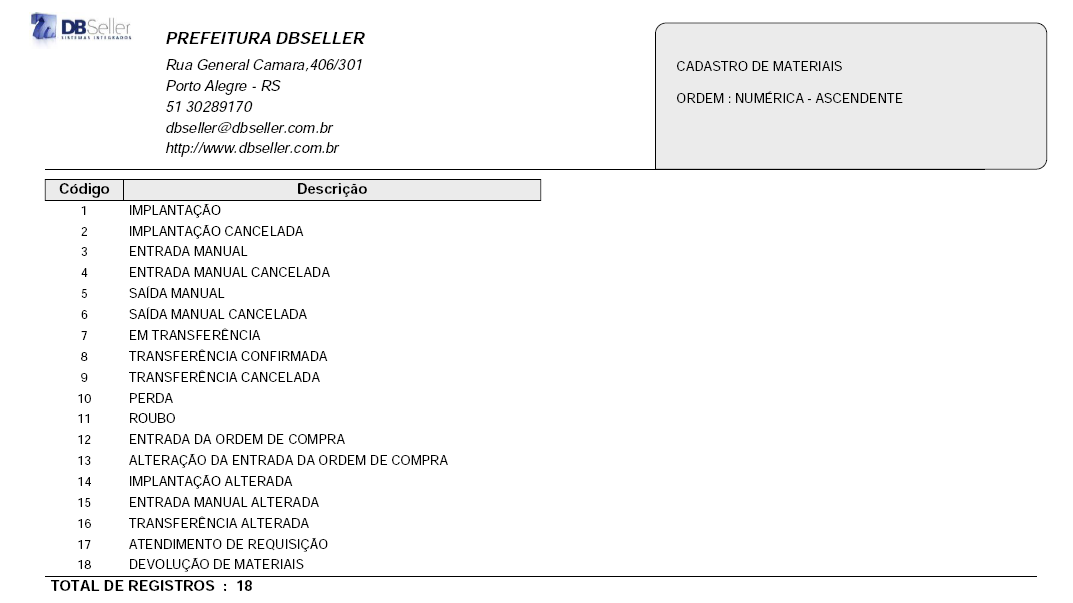 DBSeller
SISTEMAS INTEGRADOS
PREFEITURA DBSELLER
Rua General Camara,406/301
Porto Alegre - RS
51 30289170
dbseller@dbseller.com.br
http://www.dbseller.com.br
CADASTRO DE MATERIAIS
ORDEM : NUMÉRICA - ASCENDENTE
Código Descrição
1 IMPLANTAÇÃO
2 IMPLANTAÇÃO CANCELADA
3 ENTRADA MANUAL
4 ENTRADA MANUAL CANCELADA
5 SAÍDA MANUAL
6 SAÍDA MANUAL CANCELADA
7 EM TRANSFERÊNCIA
8 TRANSFERÊNCIA CONFIRMADA
9 TRANSFERÊNCIA CANCELADA
10 PERDA
11 ROUBO
12 ENTRADA DA ORDEM DE COMPRA
13 ALTERAÇÃO DA ENTRADA DA ORDEM DE COMPRA
14 IMPLANTAÇÃO ALTERADA
15 ENTRADA MANUAL ALTERADA
16 TRANSFERÊNCIA ALTERADA
17 ATENDIMENTO DE REQUISIÇÃO
18 DEVOLUÇÃO DE MATERIAIS
TOTAL DE REGISTROS : 18